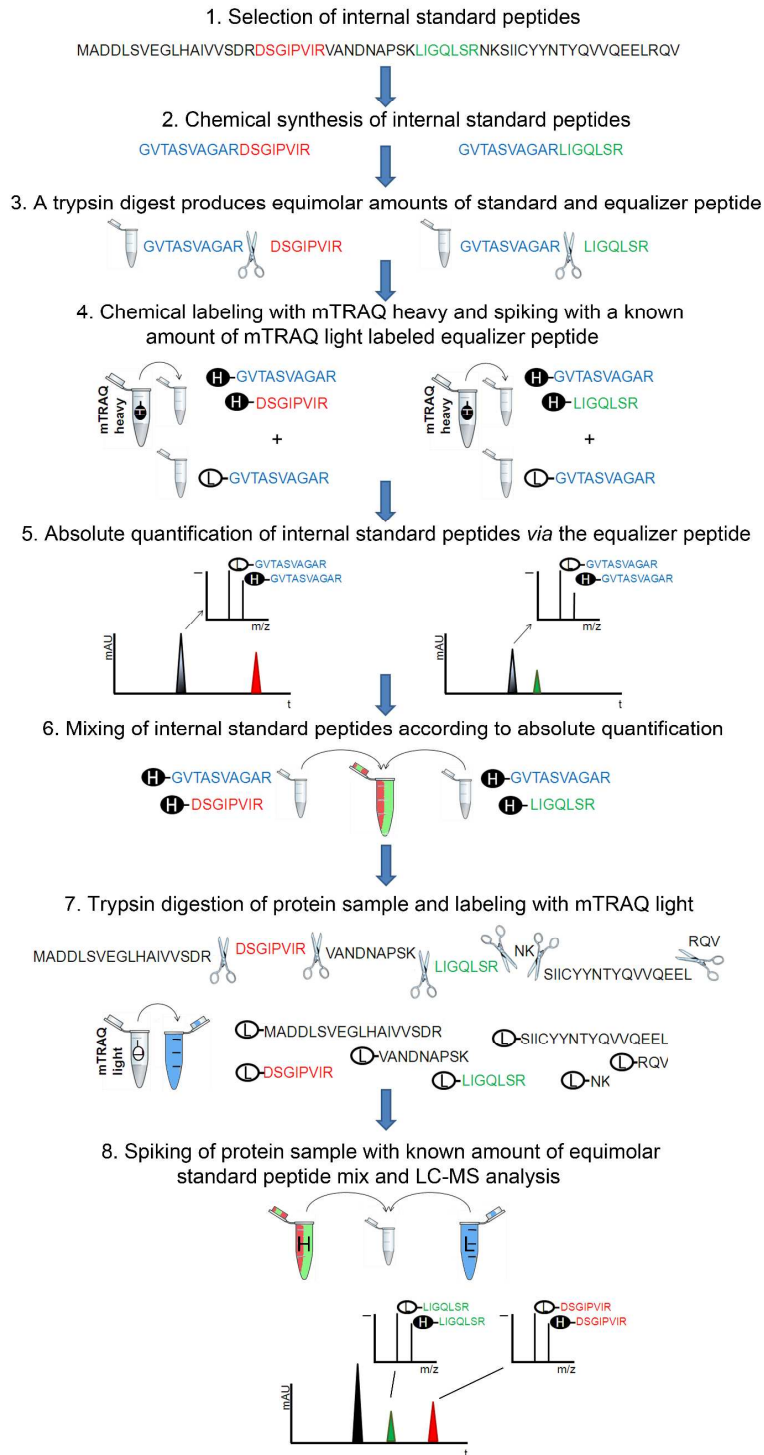 1. Selection of internal standard peptides
MADDLSVEGLHAIVVSDRDSGIPVIRVANDNAPSKLIGQLSRNKSIICYYNTYQVVQEELRQV
2. Chemical synthesis of internal standard peptides
GVTASVAGARDSGIPVIR GVTASVAGARLIGQLSR
3. A trypsin digest produces equimolar amounts of standard and equalizer peptide
GVTASVAGAR DSGIPVIR GVTASVAGAR LIGQLSR
4. Chemical labeling with mTRAQ heavy and spiking with a known
amount of mTRAQ light labeled equalizer peptide
mTRAQ
heavy
H
H-GVTASVAGAR
H-DSGIPVIR
+
L-GVTASVAGAR
mTRAQ
heavy
H
H-GVTASVAGAR
H-LIGQLSR
+
L-GVTASVAGAR
5. Absolute quantification of internal standard peptides via the equalizer peptide
L-GVTASVAGAR
H-GVTASVAGAR
m/z
mAU
t
L-GVTASVAGAR
H-GVTASVAGAR
m/z
mAU
t
6. Mixing of internal standard peptides according to absolute quantification
H-GVTASVAGAR
H-DSGIPVIR
H-GVTASVAGAR
H-LIGQLSR
7. Trypsin digestion of protein sample and labeling with mTRAQ light
MADDLSVEGLHAIVVSDR DSGIPVIR VANDNAPSK LIGQLSR NK SIICYYNTYQVVQEEL RQV
mTRAQ
light
L
L-MADDLSVEGLHAIVVSDR
L-SIICYYNTYQVVQEEL
L-VANDNAPSK
L-RQV
L-DSGIPVIR
L-LIGQLSR
L-NK
8. Spiking of protein sample with known amount of equimolar
standard peptide mix and LC-MS analysis
H
L
L-LIGQLSR
H-LIGQLSR
m/z
L-DSGIPVIR
H-DSGIPVIR
m/z
mAU
t